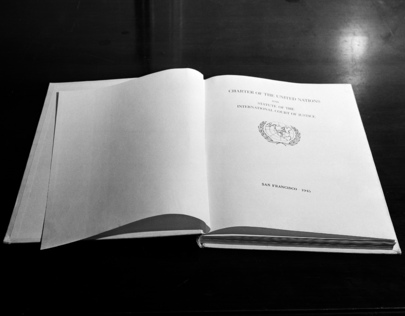 CHARTER OF THE UNITED NATIONS
AND
STATUTE OF THE
INTERNATIONAL COURT OF JUSTICE
SAN FRANCISCO · 1945